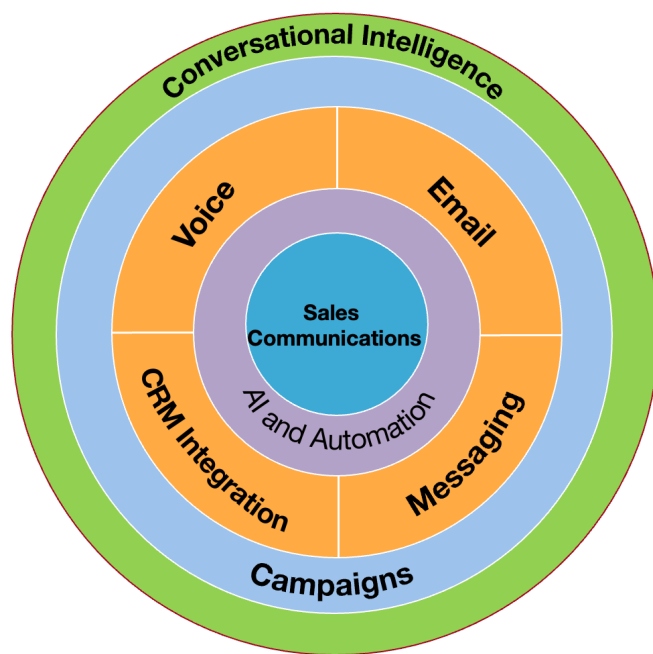 Conversational Intelligence
Voice
Email
Sales
Communications
AI and Automation
CRM Integration
Messaging
Campaigns